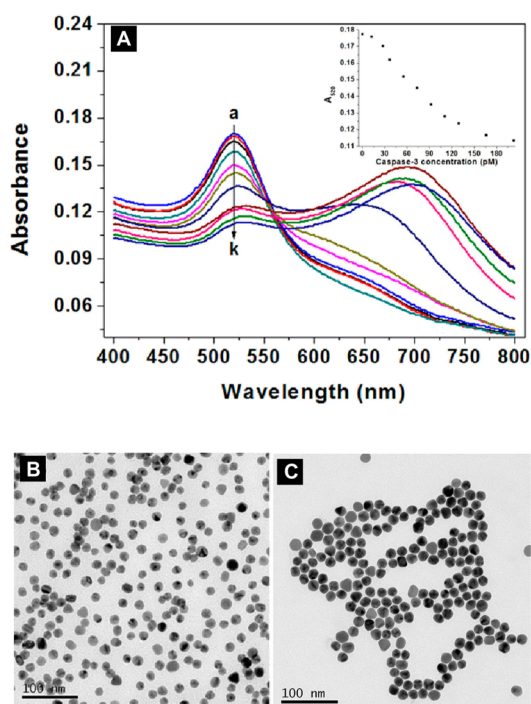 A
0.24
0.21
0.18
0.15
0.12
0.09
0.06
Absorbance
400 450 500 550 600 650 700 750 800
Wavelength (nm)
a
k
0.18
0.17
0.16
0.15
0.14
0.13
0.12
0.11
A520
0 30 60 90 120 150 180
Caspase-3 concentration (pM)
B
100 nm
C
100 nm